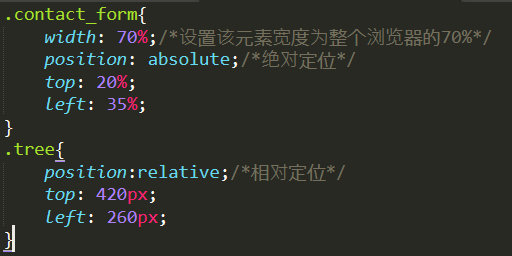 .contact_form{
width: 70%;/*设置该元素宽度为整个浏览器的70%*/
position: absolute;/*绝对定位*/
top: 20%;
left: 35%;
}
.tree{
position:relative;/*相对定位*/
top: 420px;
left: 260px;
}